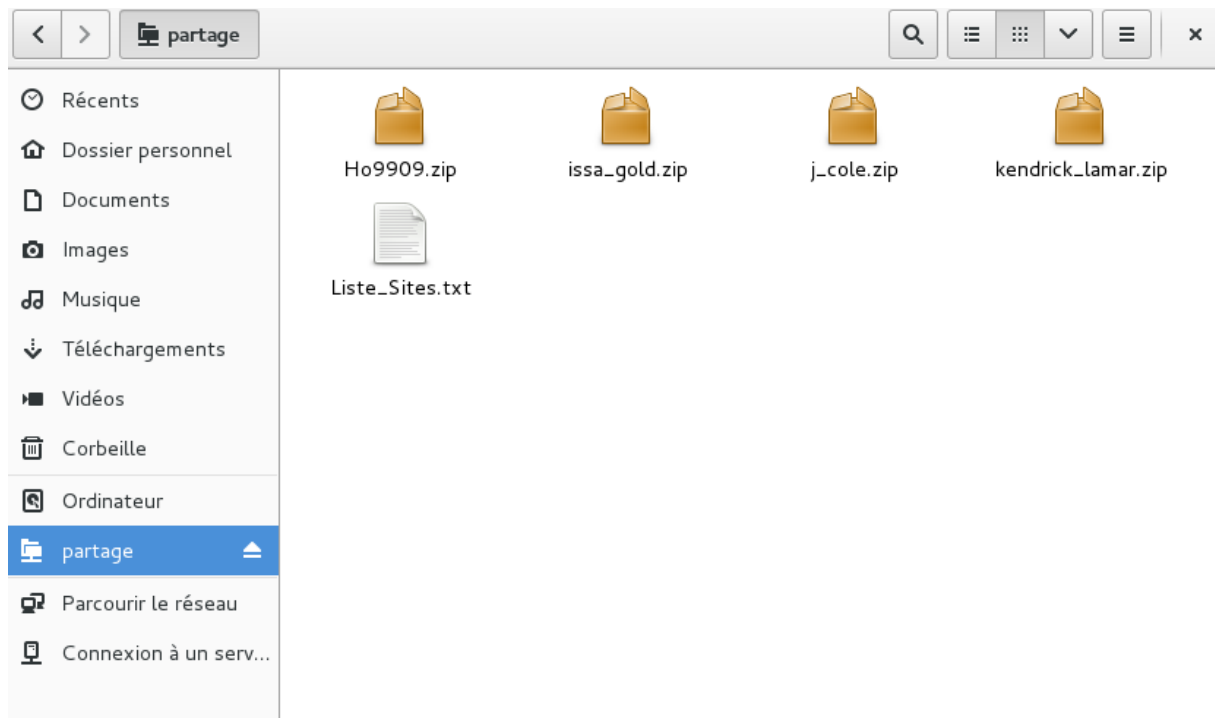 partage
Récents
Dossier personnel
Documents
Images
Musique
Téléchargements
Vidéos
Corbeille
Ordinateur
partage
Parcourir le réseau
Connexion à un serv...
Ho9909.zip
issa_gold.zip
j_cole.zip
kendrick_lamar.zip
Liste_Sites.txt